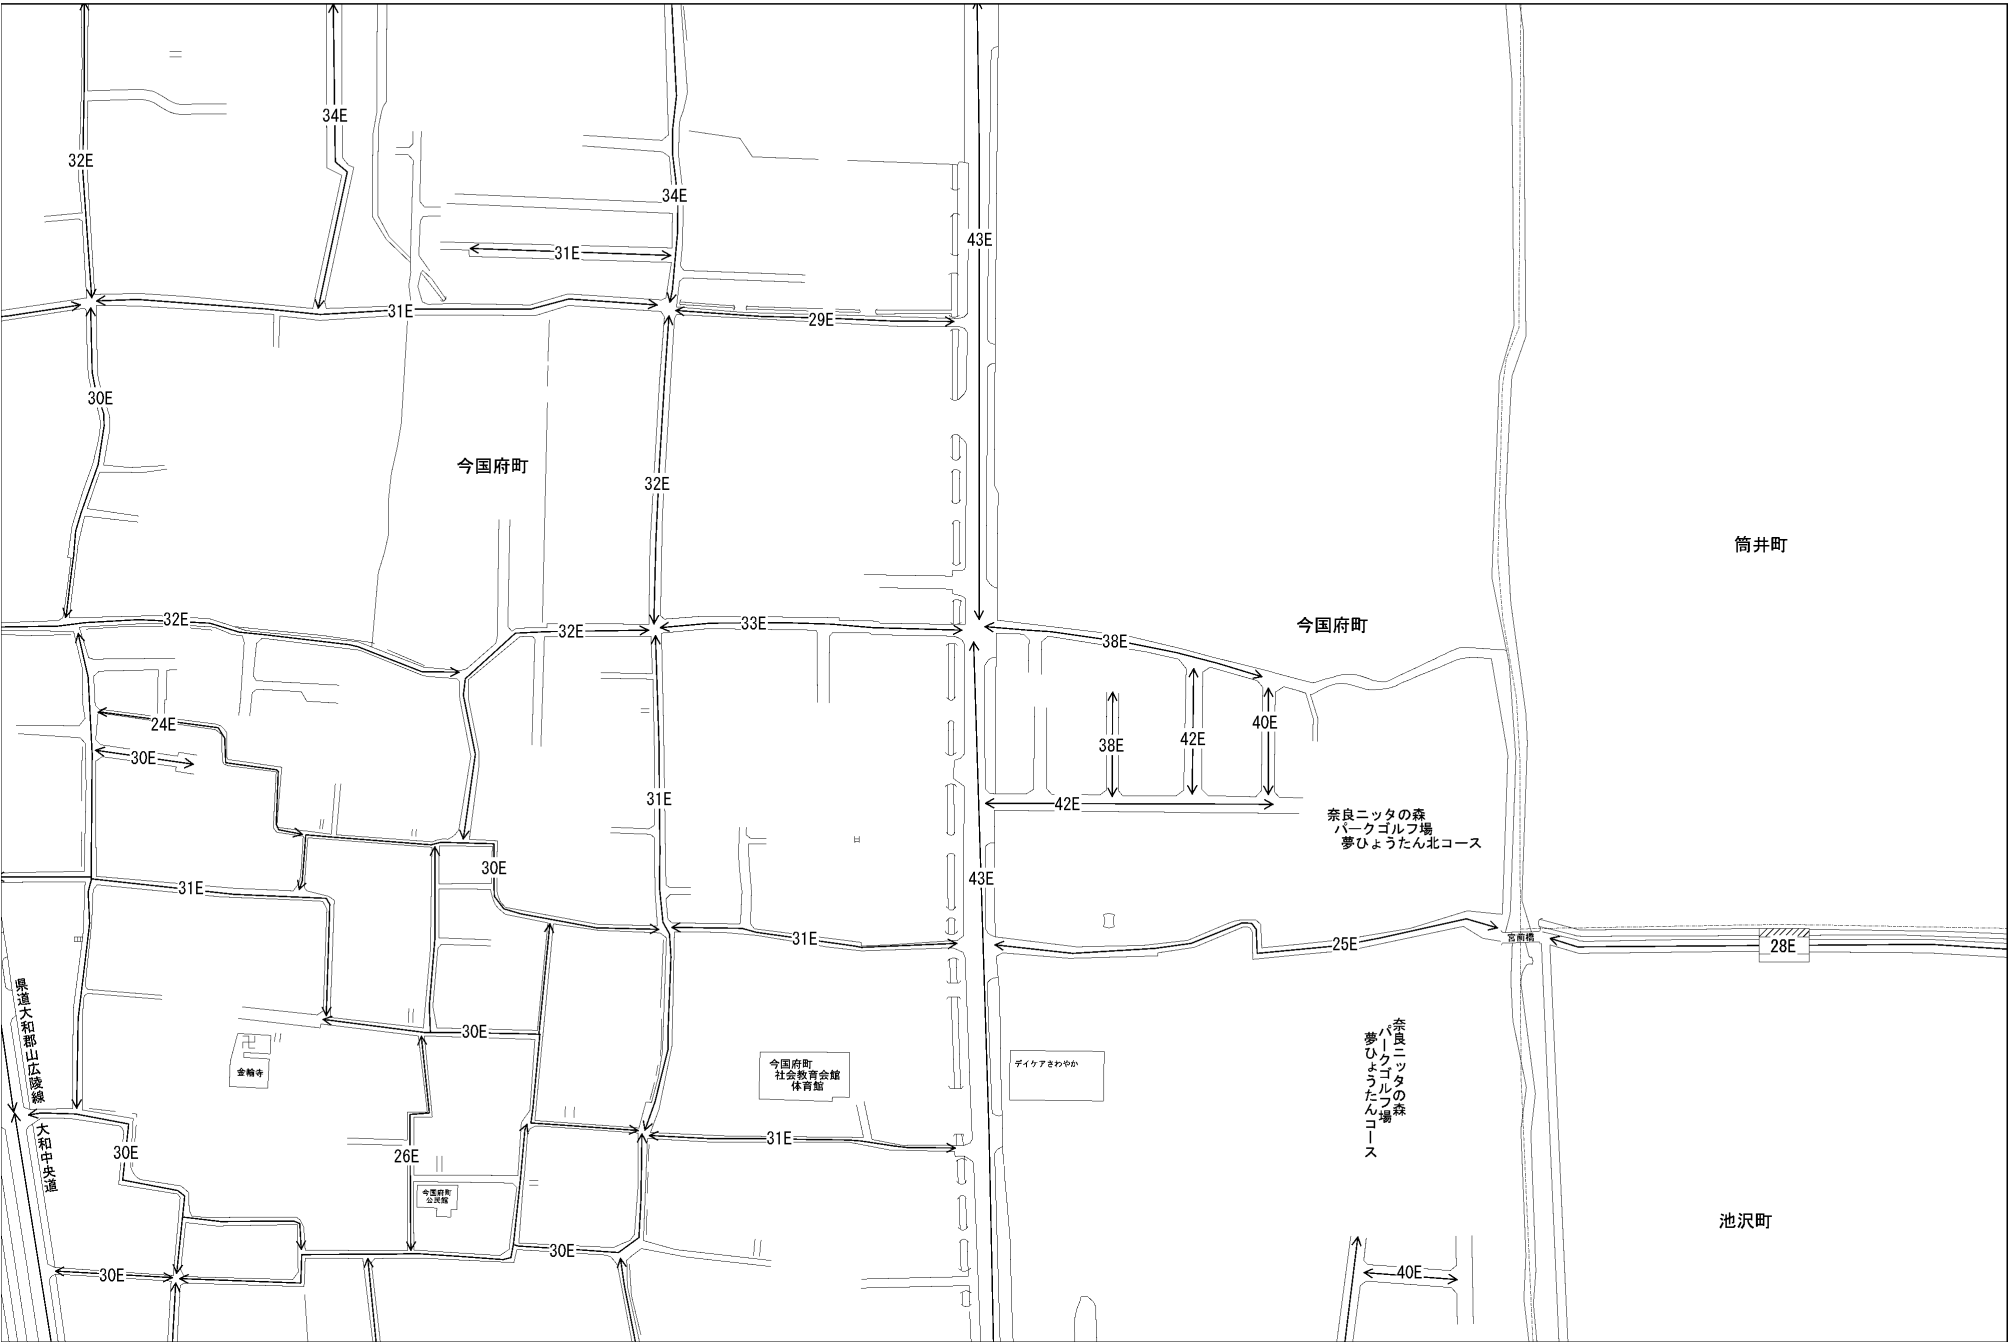 34E
32E
34E
43E
31E
31E
29E
30E
今国府町
32E
筒井町
32E
32E
33E
今国府町
38E
24E
40E
30E
38E
42E
31E
42E
奈良ニッタの森
パークゴルフ場
夢ひょうたん北コース
30E
43E
31E
31E
25E
宮前橋
28E
県道大和郡山広陵線
30E
金輪寺
今国府町
社会教育会館
体育館
デイケアさわやか
奈良ニッタの森
パークゴルフ場
夢ひょうたんコース
大和中央道
30E
26E
31E
今国府町
公民館
池沢町
30E
30E
40E